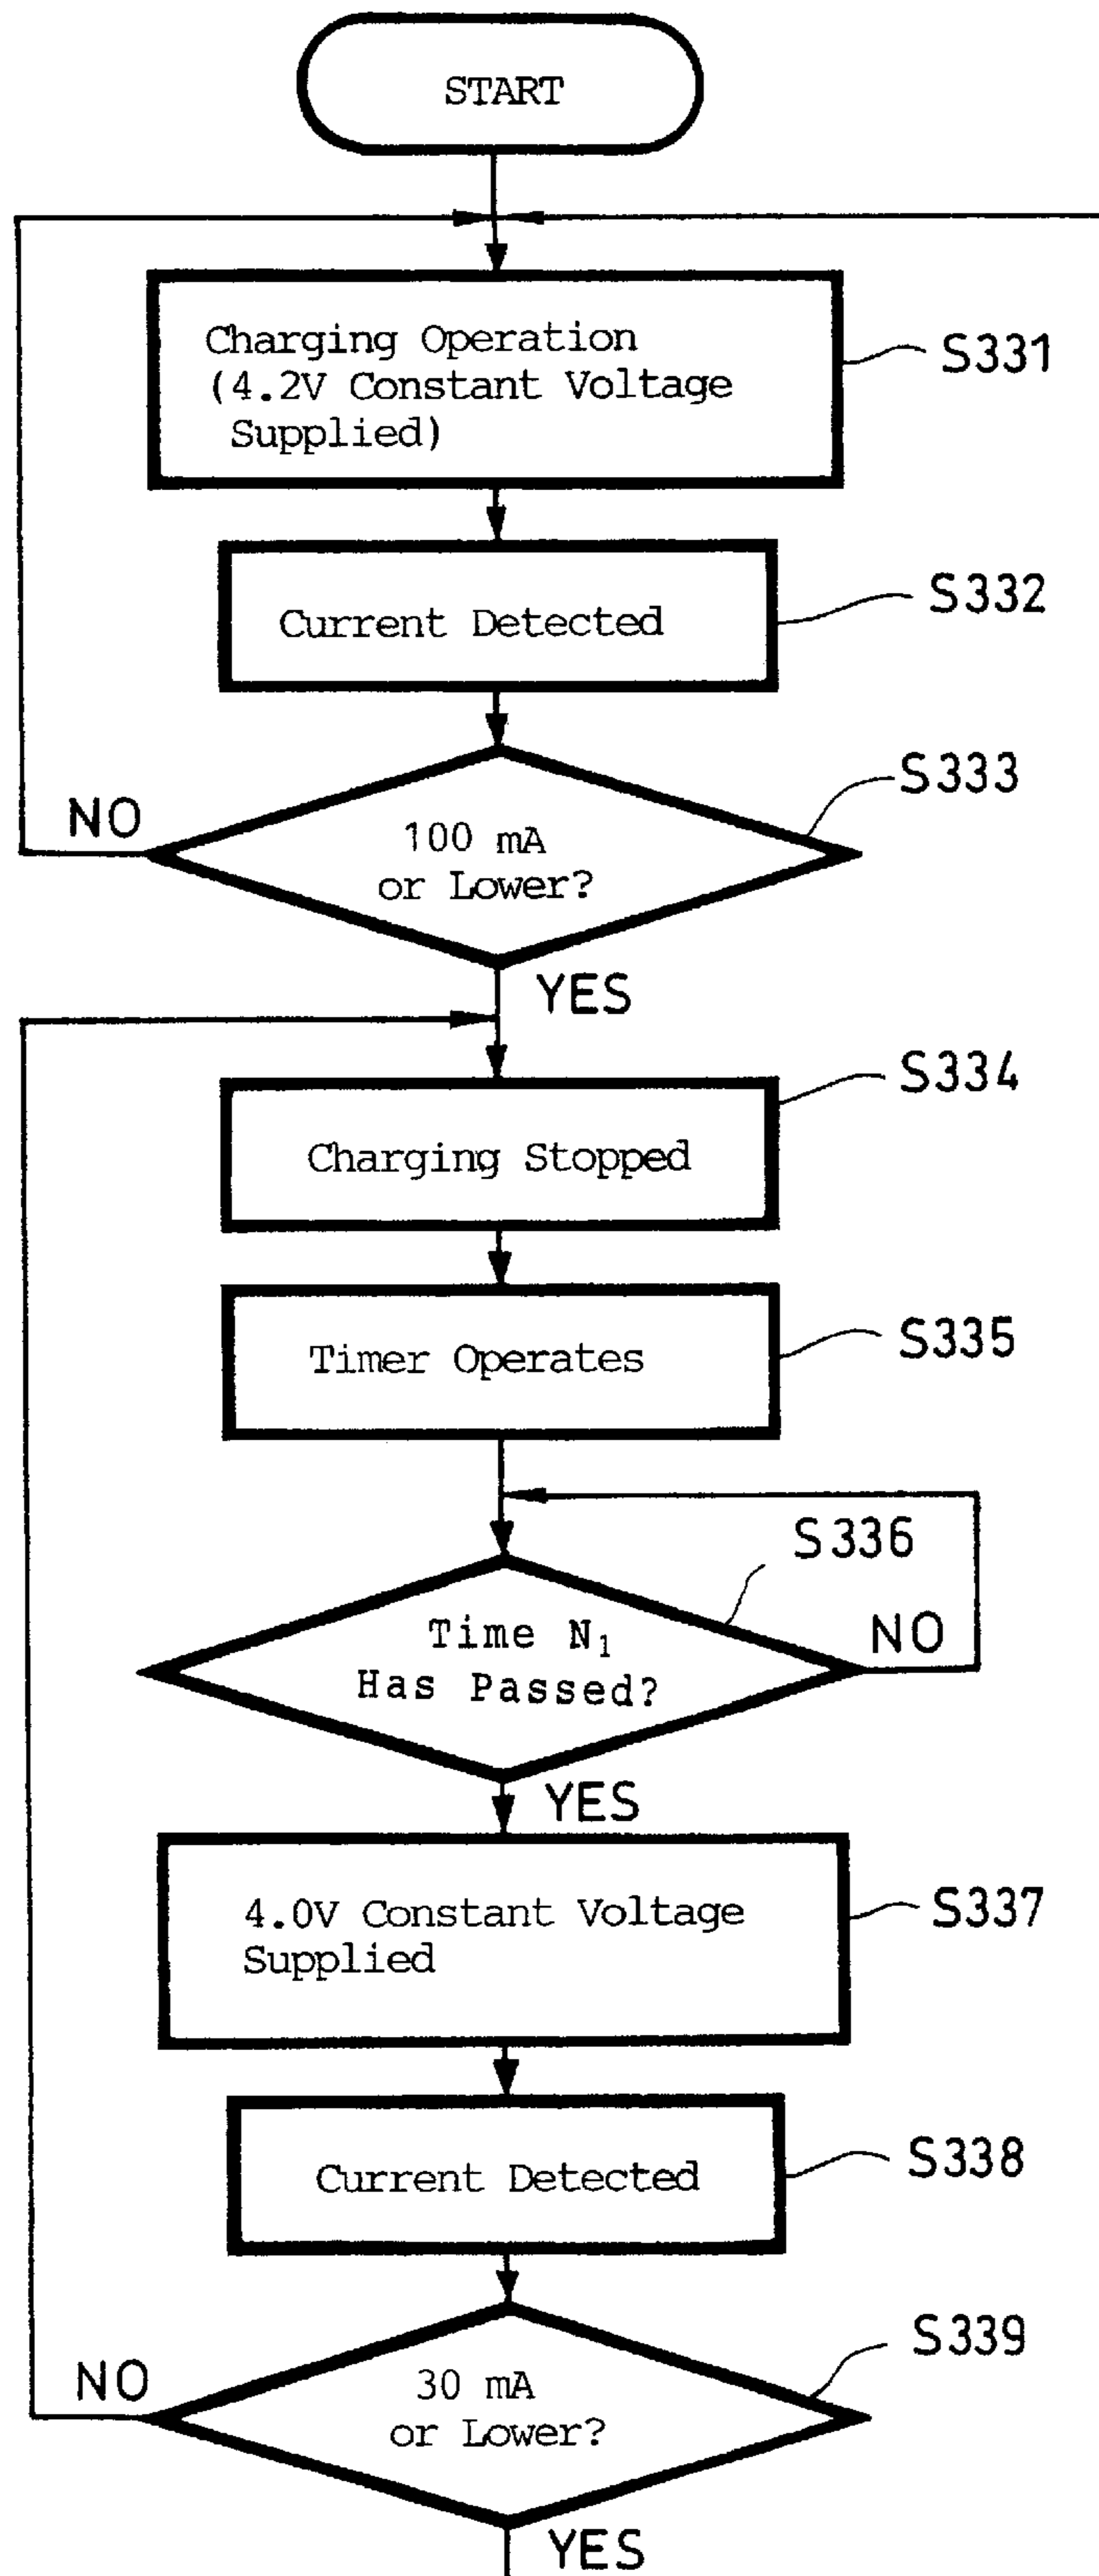 START
Charging Operation
(4.2V Constant Voltage
Supplied)
S331
Current Detected
S332
S333
NO
100 mA
or Lower?
YES
S334
Charging Stopped
Timer Operates
S335
S336
Time N₁
Has Passed?
NO
YES
4.0V Constant Voltage
Supplied
S337
Current Detected
S338
S339
NO
30 mA
or Lower?
YES